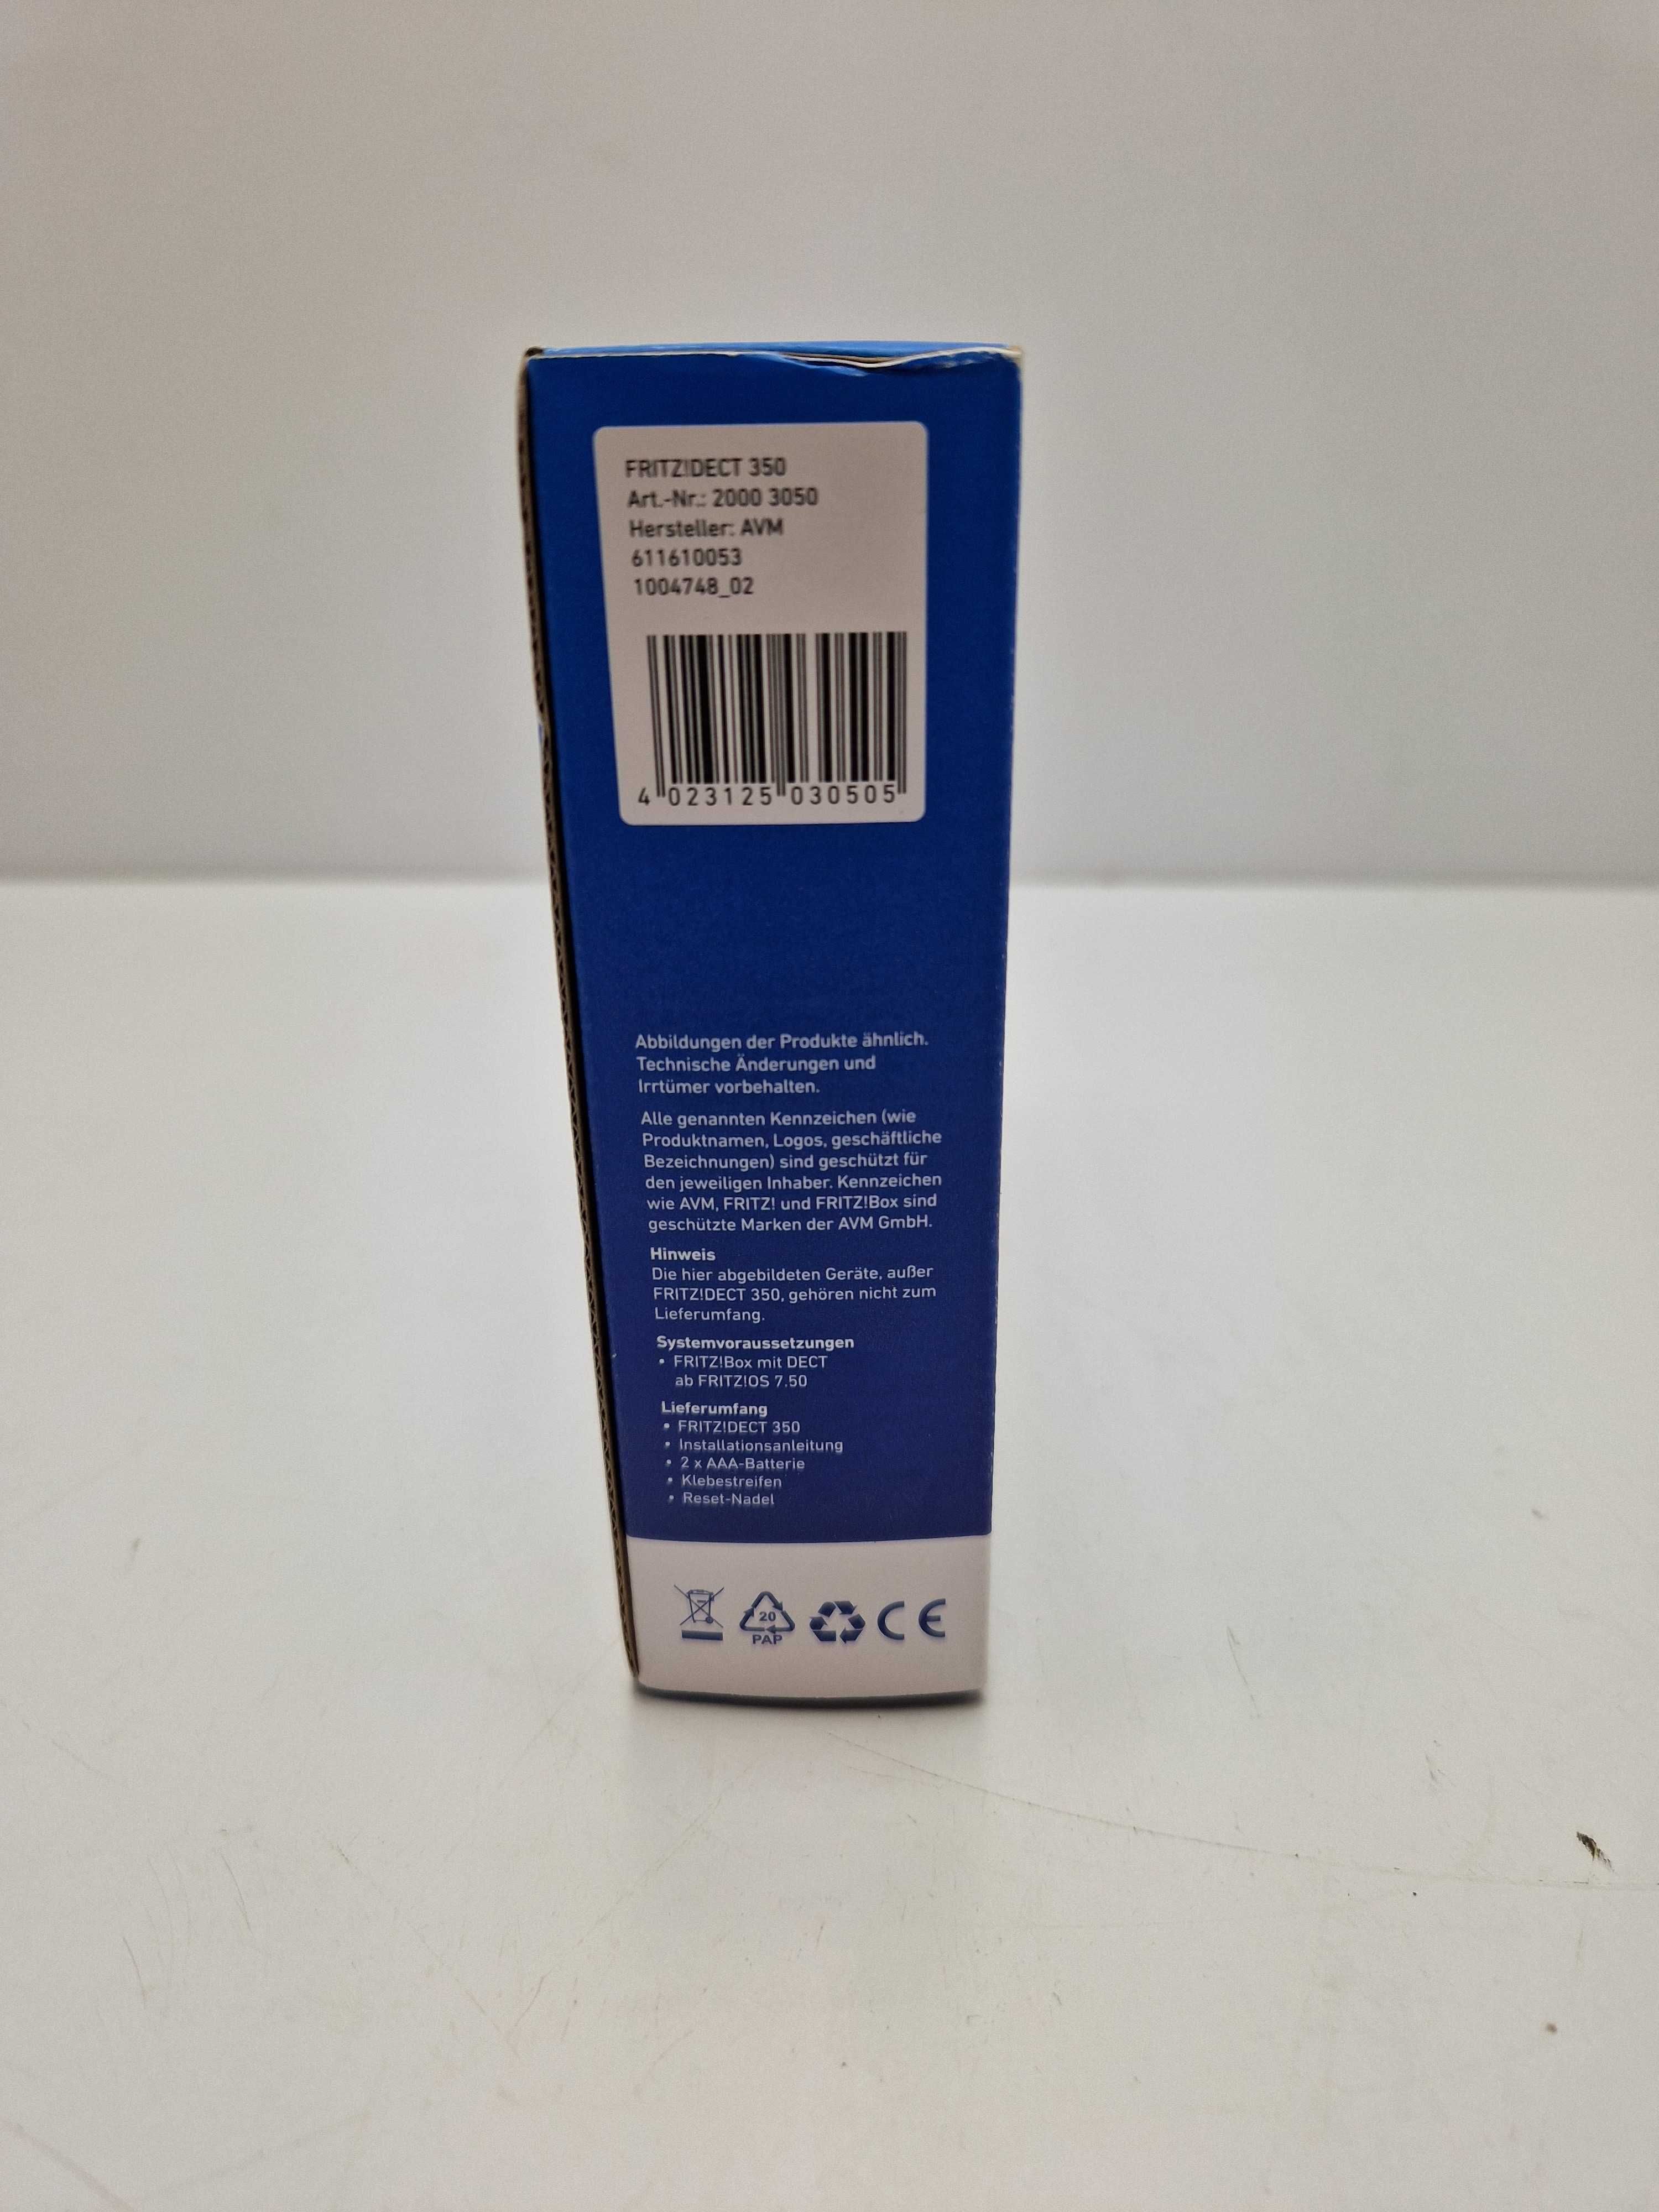 FRITZ!DECT 350
Art.-Nr.: 2000 3050
Hersteller: AVM
611610053
1004748_02
4 023125 030505
Abbildungen der Produkte ähnlich.
Technische Änderungen und
Irrtümer vorbehalten.
Alle genannten Kennzeichen (wie
Produktnamen, Logos, geschäftliche
Bezeichnungen) sind geschützt für
den jeweiligen Inhaber. Kennzeichen
wie AVM, FRITZ! und FRITZ!Box sind
geschützte Marken der AVM GmbH.
Hinweis
Die hier abgebildeten Geräte, außer
FRITZ!DECT 350, gehören nicht zum
Lieferumfang.
Systemvoraussetzungen
• FRITZ!Box mit DECT
ab FRITZ!OS 7.50
Lieferumfang
• FRITZ!DECT 350
• Installationsanleitung
• 2 x AAA-Batterie
• Klebestreifen
• Reset-Nadel
20
PAP
CE